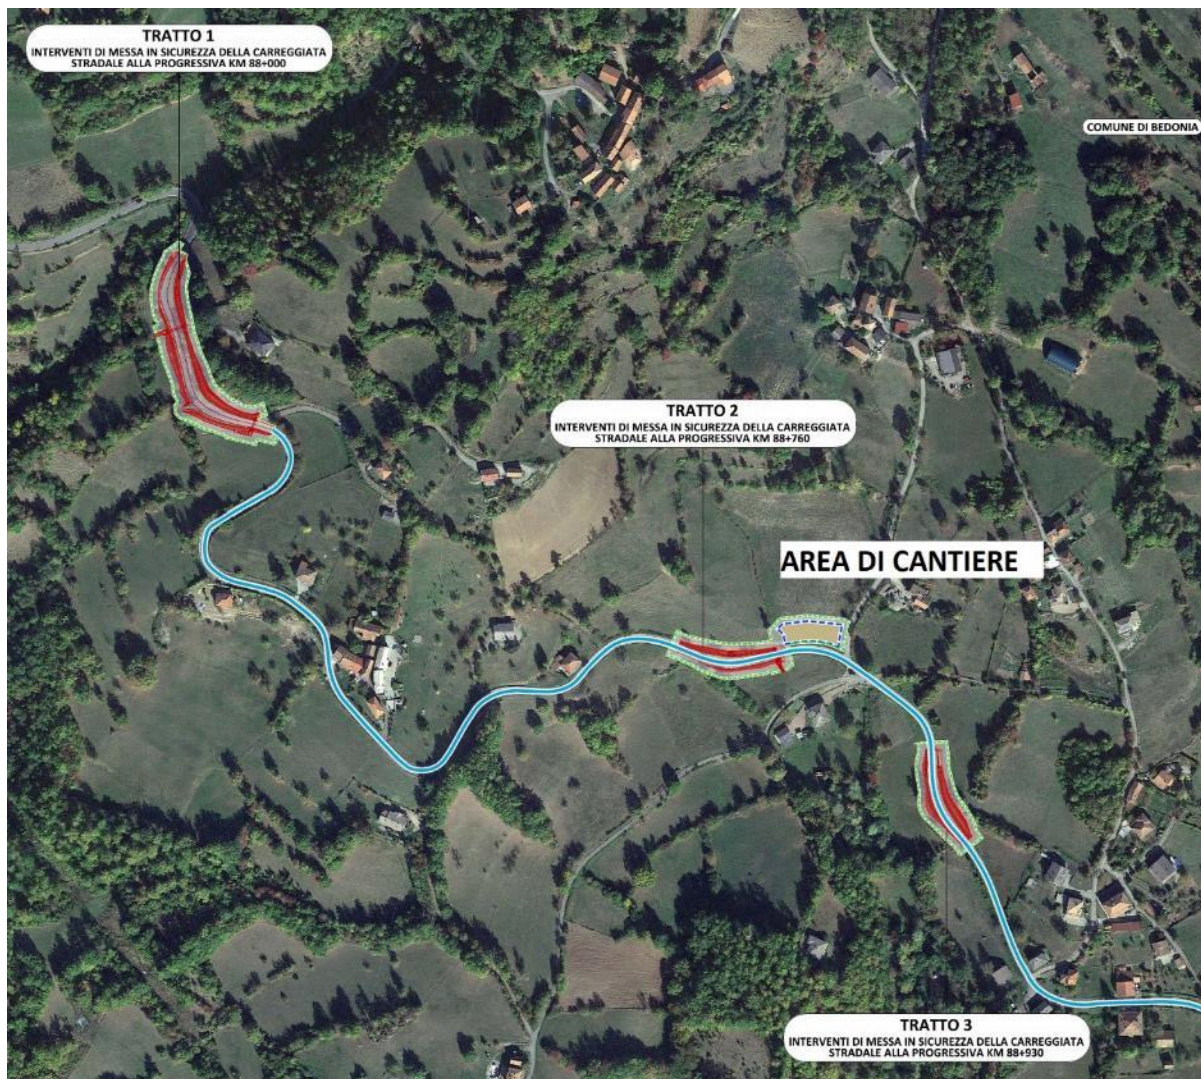 TRATTO 1
INTERVENTI DI MESSA IN SICUREZZA DELLA CARREGGIATA
STRADALE ALLA PROGRESSIVA KM 88+000
COMUNE DI BEDONIA
TRATTO 2
INTERVENTI DI MESSA IN SICUREZZA DELLA CARREGGIATA
STRADALE ALLA PROGRESSIVA KM 88+760
AREA DI CANTIERE
TRATTO 3
INTERVENTI DI MESSA IN SICUREZZA DELLA CARREGGIATA
STRADALE ALLA PROGRESSIVA KM 88+930